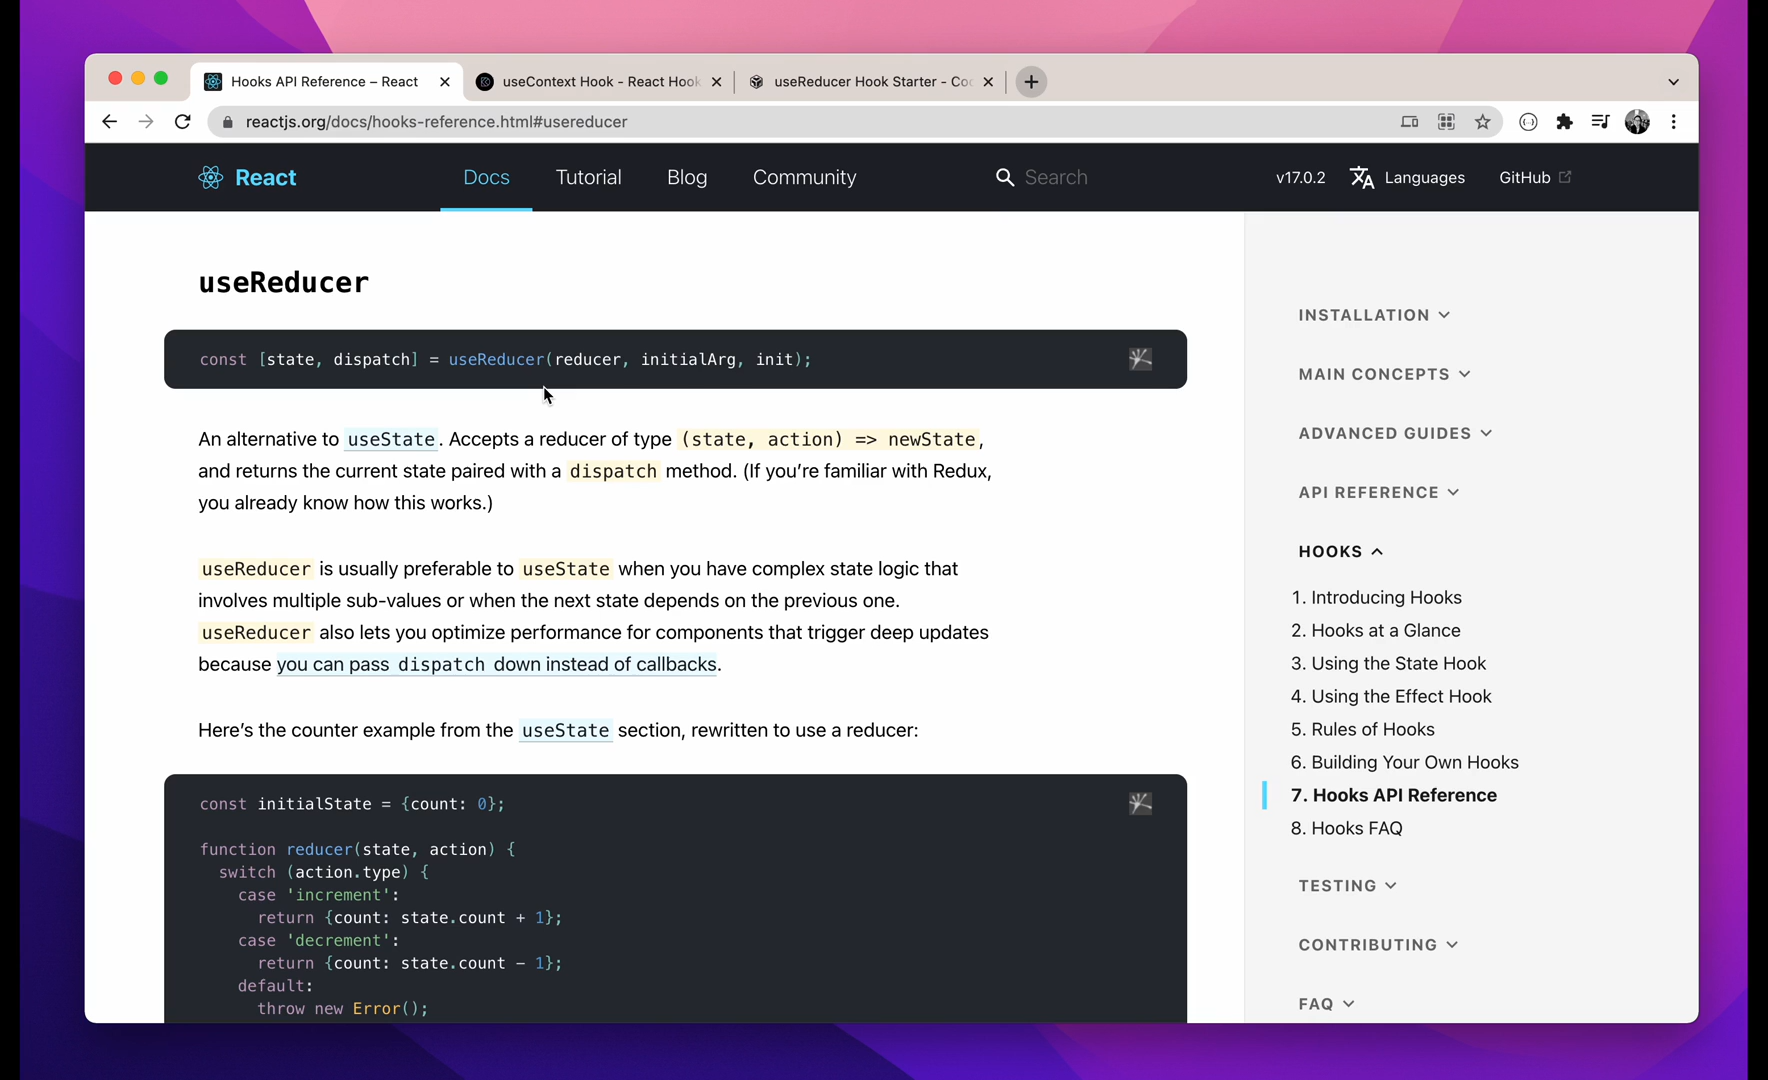 Hooks API Reference – React
useContext Hook - React Hook
useReducer Hook Starter - Co
reactjs.org/docs/hooks-reference.html#usereducer
React
Docs
Tutorial
Blog
Community
Search
v17.0.2
Languages
GitHub
useReducer
const [state, dispatch] = useReducer(reducer, initialArg, init);
An alternative to useState. Accepts a reducer of type (state, action) => newState,
and returns the current state paired with a dispatch method. (If you’re familiar with Redux,
you already know how this works.)
useReducer is usually preferable to useState when you have complex state logic that
involves multiple sub-values or when the next state depends on the previous one.
useReducer also lets you optimize performance for components that trigger deep updates
because you can pass dispatch down instead of callbacks.
Here’s the counter example from the useState section, rewritten to use a reducer:
const initialState = {count: 0};
function reducer(state, action) {
switch (action.type) {
case 'increment':
return {count: state.count + 1};
case 'decrement':
return {count: state.count - 1};
default:
throw new Error();
INSTALLATION
MAIN CONCEPTS
ADVANCED GUIDES
API REFERENCE
HOOKS
1. Introducing Hooks
2. Hooks at a Glance
3. Using the State Hook
4. Using the Effect Hook
5. Rules of Hooks
6. Building Your Own Hooks
7. Hooks API Reference
8. Hooks FAQ
TESTING
CONTRIBUTING
FAQ